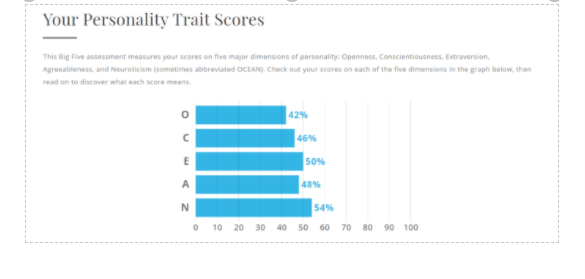 Your Personality Trait Scores
This Big Five assessment measures your scores on five major dimensions of personality: Openness, Conscientiousness, Extraversion,
Agreeableness, and Neuroticism (sometimes abbreviated OCEAN). Check out your scores on each of the five dimensions in the graph below, then
read on to discover what each score means.
O 42%
C 46%
E 50%
A 48%
N 54%
0 10 20 30 40 50 60 70 80 90 100